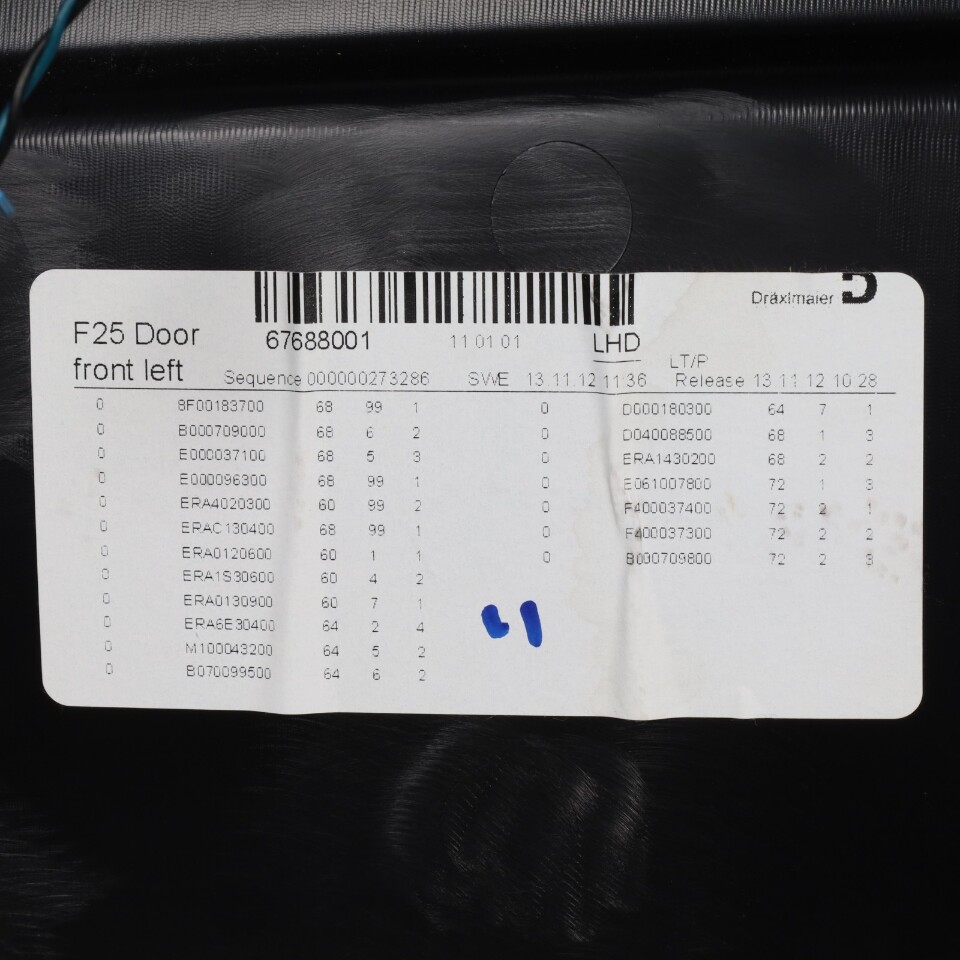 Dräxlmaier
F25 Door 67688001 11 01 01 LHD
front left Sequence 000000273286 SWE 13.11.12 11:36 LT/P Release 13 11 12 10 28
0 8F00183700 68 99 1 0 D000180300 64 7 1
0 B000709000 68 6 2 0 D040088500 68 1 3
0 E000037100 68 5 3 0 ERA1430200 68 2 2
0 E000096300 68 99 1 0 E061007800 72 1 3
0 ERA4020300 60 99 2 0 F400037400 72 2 1
0 ERAC130400 68 99 1 0 F400037300 72 2 2
0 ERA0120600 60 1 1 0 B000709800 72 2 3
0 ERA1S30600 60 4 2
0 ERA0130900 60 7 1
0 ERA6E30400 64 2 4
0 M100043200 64 5 2
0 B070099500 64 6 2